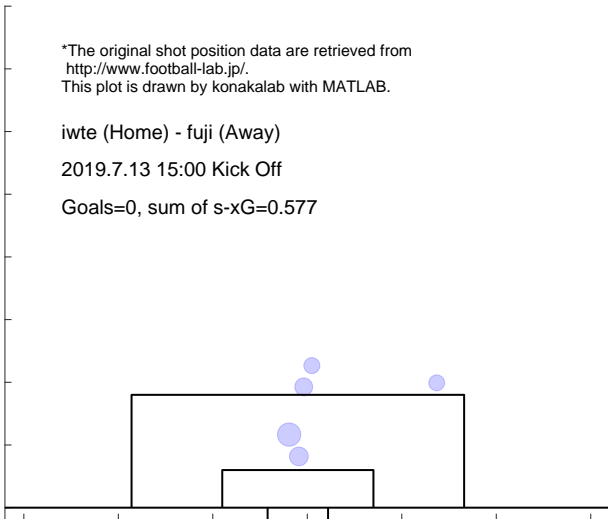 *The original shot position data are retrieved from
http://www.football-lab.jp/.
This plot is drawn by konakalab with MATLAB.
iwte (Home) - fuji (Away)
2019.7.13 15:00 Kick Off
Goals=0, sum of s-xG=0.577